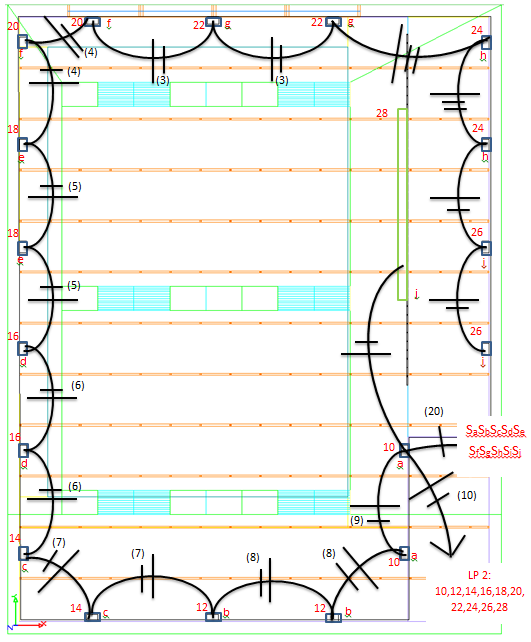 20 f 22 g 22 g
20 (4) (3) (3) 24
f h
(4)
28
18 24
e h
(5)
18 26
e i
(5) j
26
16 i
d
(6)
(20)
SaSbScSdSe
16 10 SfSgShSiSj
d a
(6) (10)
(9)
14 (7) (7) (8) (8)
c 10 a
LP 2:
14 c 12 b 12 b 10,12,14,16,18,20,
22,24,26,28